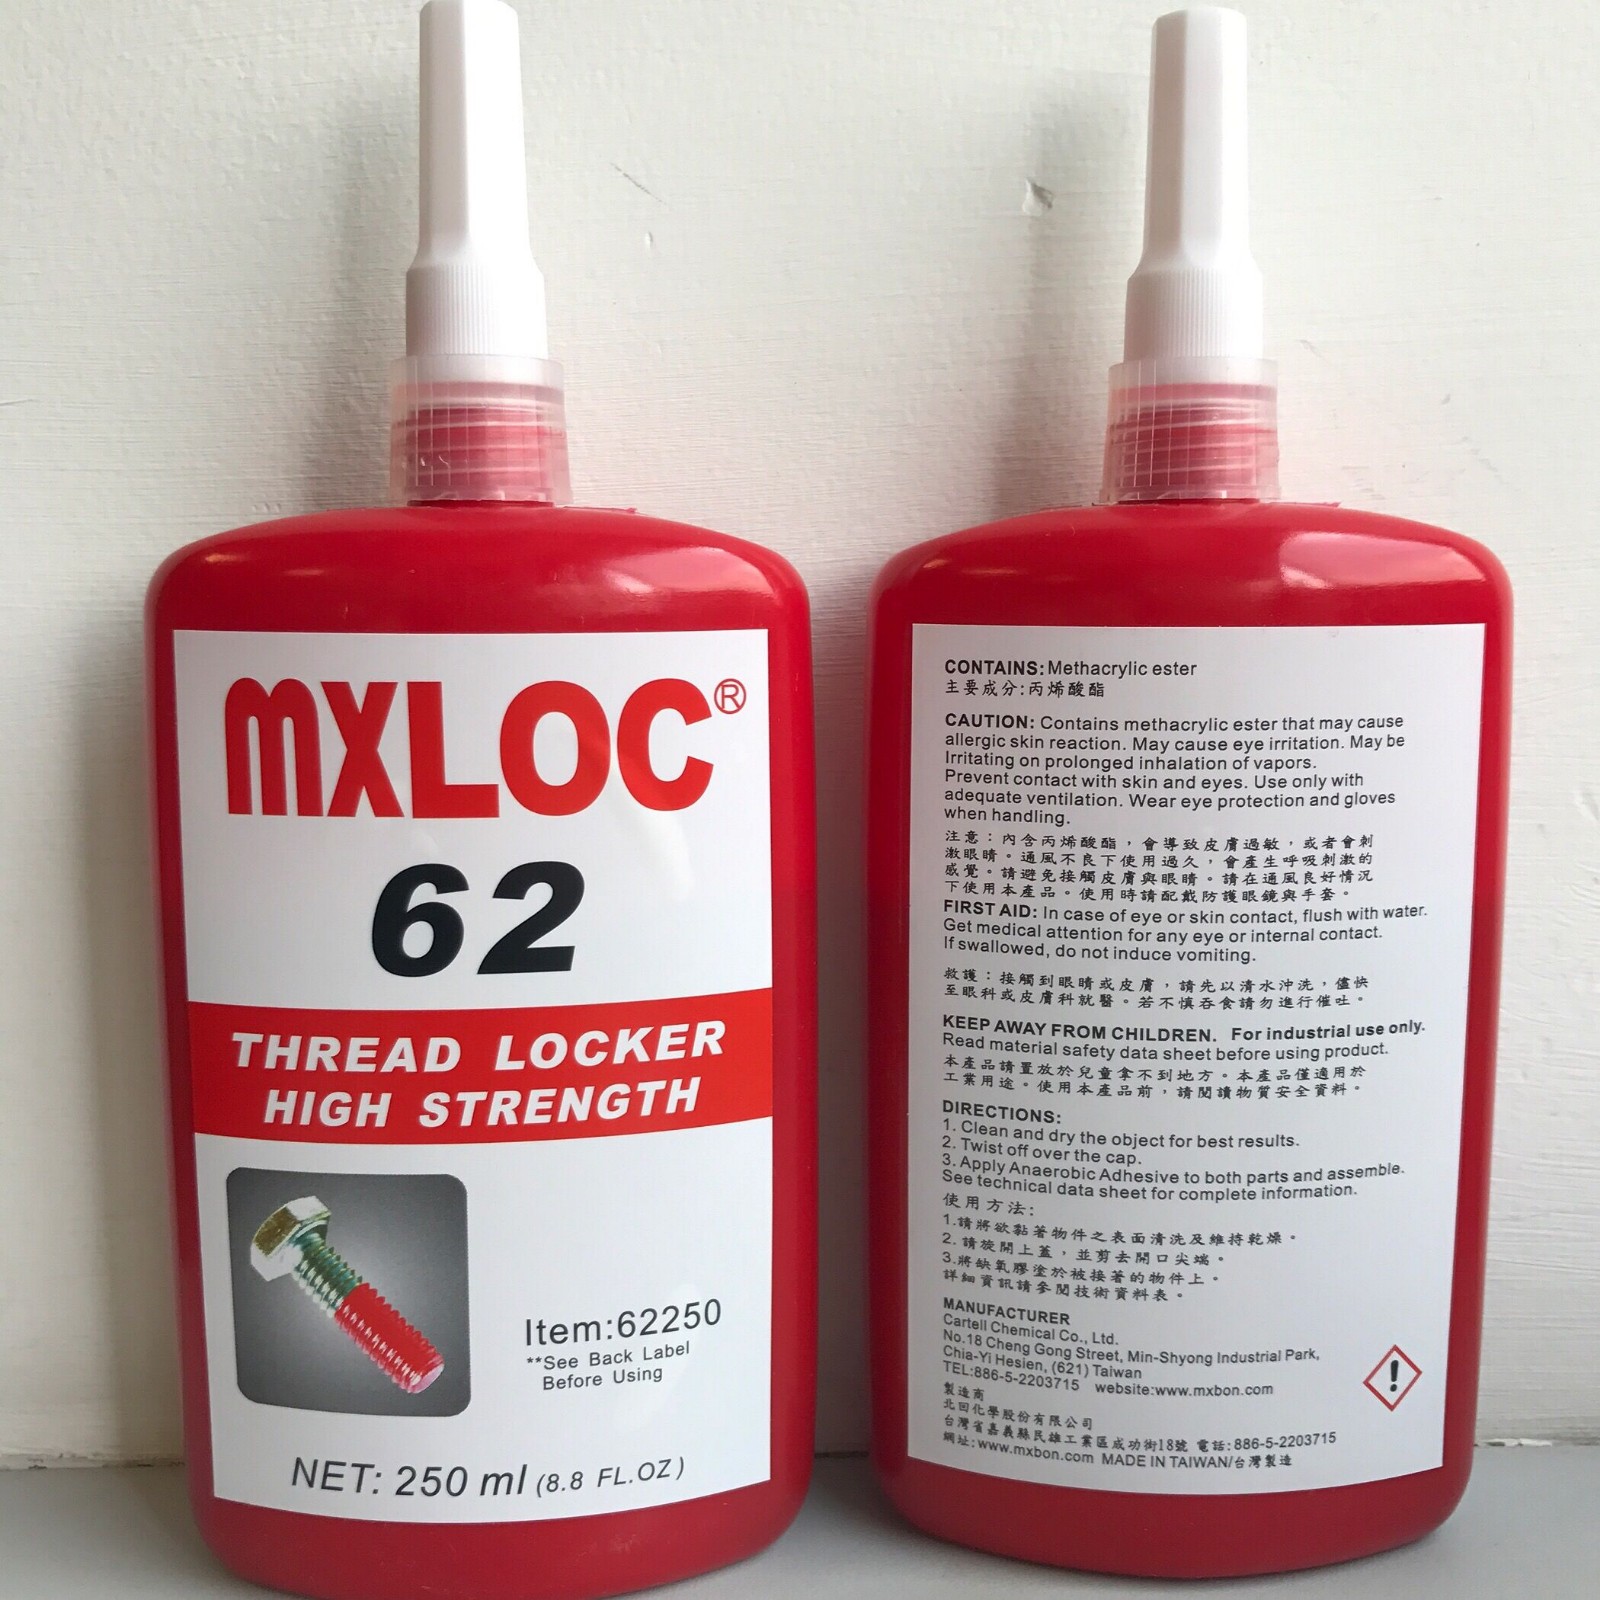 MXLOC®
62
THREAD LOCKER
HIGH STRENGTH
Item:62250
**See Back Label
Before Using
NET: 250 ml (8.8 FL.OZ)
CONTAINS: Methacrylic ester
主要成分:丙烯酸酯
CAUTION: Contains methacrylic ester that may cause
allergic skin reaction. May cause eye irritation. May be
Irritating on prolonged inhalation of vapors.
Prevent contact with skin and eyes. Use only with
adequate ventilation. Wear eye protection and gloves
when handling.
注意：內含丙烯酸酯，會導致皮膚過敏，或者會刺
激眼睛。通風不良下使用過久，會產生呼吸刺激的
感覺。請避免接觸皮膚與眼睛。請在通風良好情況
下使用本產品。使用時請配戴防護眼鏡與手套。
FIRST AID: In case of eye or skin contact, flush with water.
Get medical attention for any eye or internal contact.
If swallowed, do not induce vomiting.
救護：接觸到眼睛或皮膚，請先以清水沖洗，儘快
至眼科或皮膚科就醫。若不慎吞食請勿進行催吐。
KEEP AWAY FROM CHILDREN. For industrial use only.
Read material safety data sheet before using product.
本產品請置放於兒童拿不到地方。本產品僅適用於
工業用途。使用本產品前，請閱讀物質安全資料。
DIRECTIONS:
1. Clean and dry the object for best results.
2. Twist off over the cap.
3. Apply Anaerobic Adhesive to both parts and assemble.
See technical data sheet for complete information.
使用方法:
1.請將欲黏著物件之表面清洗及維持乾燥。
2.請旋開上蓋，並剪去開口尖端。
3.將缺氧膠塗於被接著的物件上。
詳細資訊請參閱技術資料表。
MANUFACTURER
Cartell Chemical Co., Ltd.
No.18 Cheng Gong Street, Min-Shyong Industrial Park,
Chia-Yi Hesien, (621) Taiwan
TEL:886-5-2203715 website:www.mxbon.com
製造商
北回化學股份有限公司
台灣省嘉義縣民雄工業區成功街18號 電話:886-5-2203715
網址:www.mxbon.com MADE IN TAIWAN/台灣製造